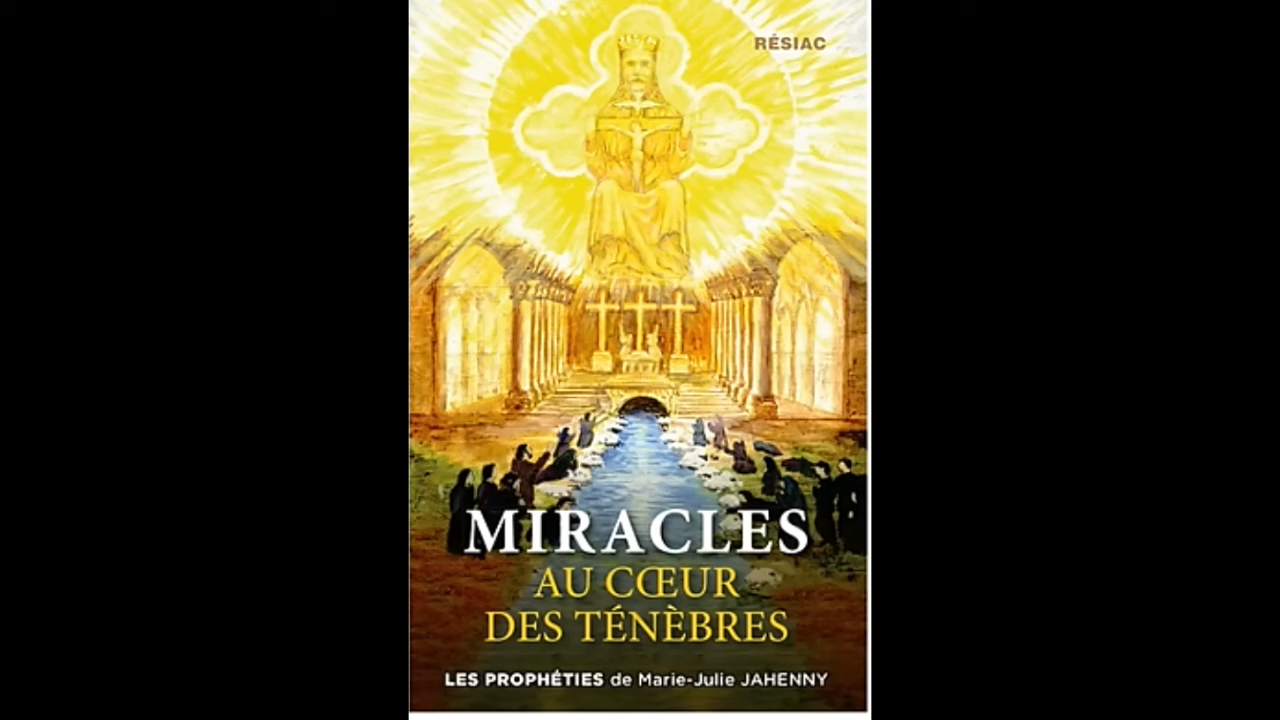 RÉSIAC
MIRACLES
AU CŒUR
DES TÉNÈBRES
LES PROPHÉTIES de Marie-Julie JAHENNY